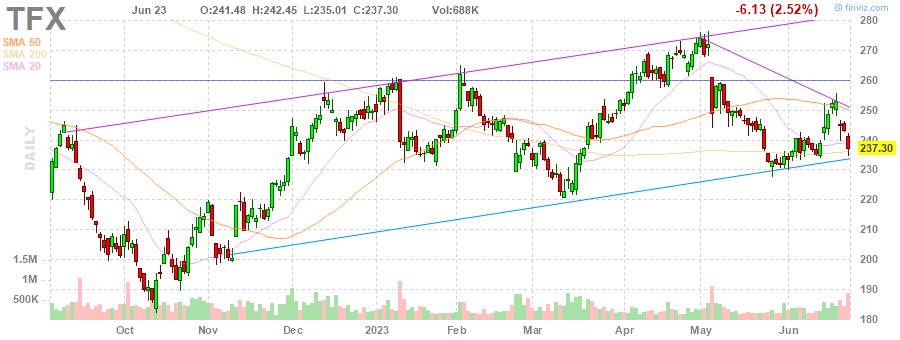 TFX
Jun 23 O:241.48 H:242.45 L:235.01 C:237.30 Vol:688K
-6.13 (2.52%)
© finviz.com
SMA 50
SMA 200
SMA 20
DAILY
280
270
260
250
240
237.30
230
220
210
200
190
180
1.5M
1M
500K
Oct Nov Dec 2023 Feb Mar Apr May Jun